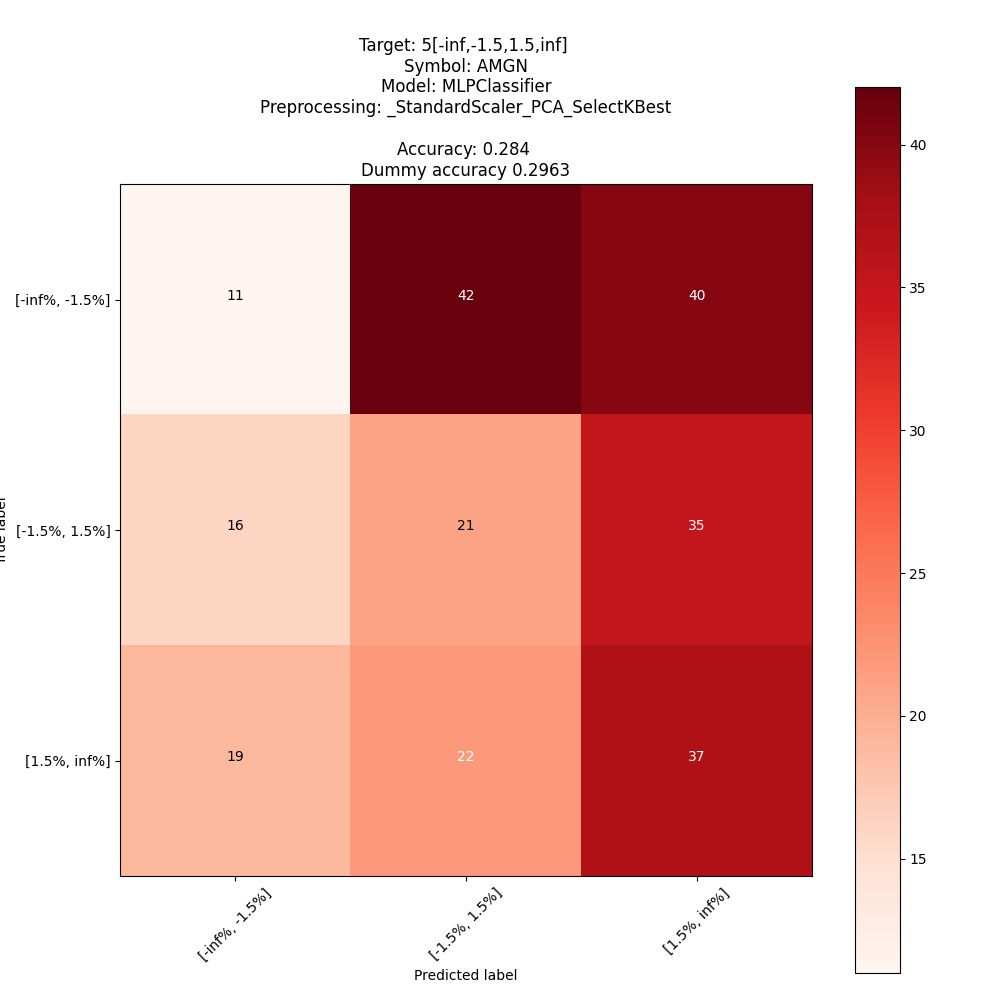 Target: 5[-inf,-1.5,1.5,inf]
Symbol: AMGN
Model: MLPClassifier
Preprocessing: _StandardScaler_PCA_SelectKBest
Accuracy: 0.284
Dummy accuracy 0.2963
[-inf%, -1.5%] 11 42 40
[-1.5%, 1.5%] 16 21 35
[1.5%, inf%] 19 22 37
[-inf%, -1.5%] [-1.5%, 1.5%] [1.5%, inf%]
Predicted label
label
40
35
30
25
20
15